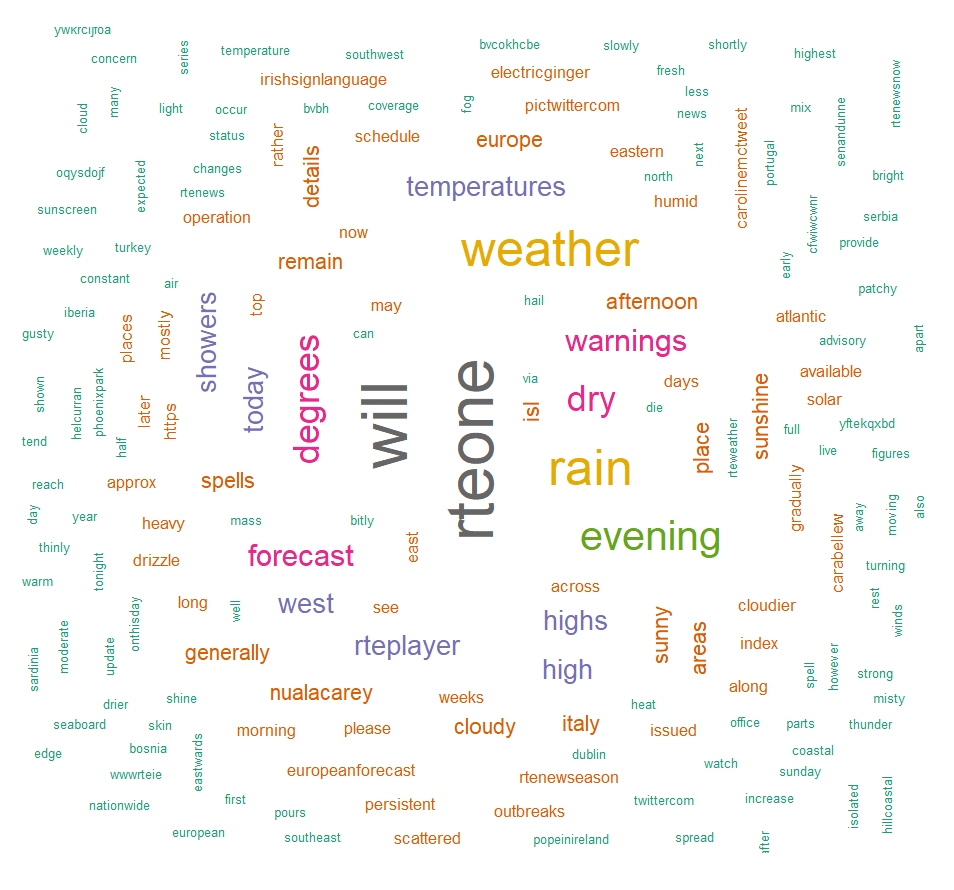 ywkrcijfoa
concern
series
temperature
southwest
bvcokhcbe
slowly
shortly
highest
irishsignlanguage
electricginger
fresh
rtenewsnow
cloud
many
light
occur
bvbh
coverage
fog
pictwittercom
less
news
mix
senandunne
status
rather
schedule
europe
carolinemctweet
eastern
next
portugal
oqysdojf
expected
changes
details
temperatures
north
bright
rtenews
humid
sunscreen
operation
cfwiwcwnr
serbia
now
weekly
turkey
remain
weather
early
provide
constant
air
top
may
hail
afternoon
patchy
iberia
places
mostly
showers
atlantic
gusty
can
warnings
advisory
apart
shown
helcurran
phoenixpark
later
https
today
degrees
will
rteone
via
isl
dry
days
die
sunshine
available
solar
tend
half
place
rteweather
full
yftekqxbd
live
figures
reach
approx
spells
rain
gradually
day
year
heavy
mass
bitly
evening
away
moving
also
thinly
drizzle
forecast
east
carabellew
turning
warm
tonight
across
rest
long
well
west
see
highs
cloudier
winds
onthisday
sunny
areas
index
sardinia
moderate
update
generally
rteplayer
high
spell
however
strong
drier
shine
nualacarey
weeks
heat
along
misty
seaboard
skin
morning
please
cloudy
italy
issued
office
parts
thunder
edge
bosnia
eastwards
dublin
coastal
wwwrteie
europeanforecast
rtenewseason
watch
sunday
nationwide
first
pours
persistent
outbreaks
twittercom
increase
isolated
hillcoastal
european
southeast
scattered
popeinireland
spread
after